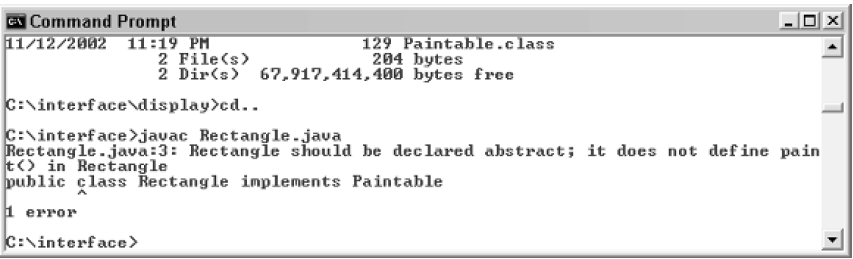 Command Prompt
11/12/2002  11:19 PM                129 Paintable.class
               2 File(s)            204 bytes
               2 Dir(s)  67,917,414,400 bytes free
C:\interface\display>cd..
C:\interface>javac Rectangle.java
Rectangle.java:3: Rectangle should be declared abstract; it does not define pain
t() in Rectangle
public class Rectangle implements Paintable
       ^
1 error
C:\interface>